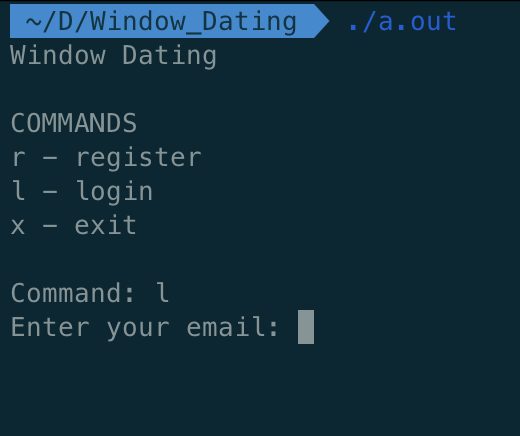 ~/D/Window_Dating ./a.out
Window Dating
COMMANDS
r - register
l - login
x - exit
Command: l
Enter your email: